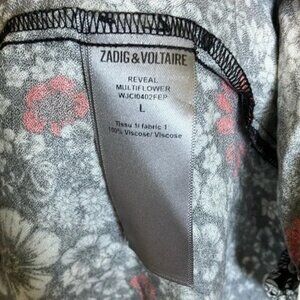 ZADIG & VOLTAIRE
REVEAL
MULTIFLOWER
WJCI0402FEP
L
Tissu 1/ fabric 1
100% Viscose/ Viscose